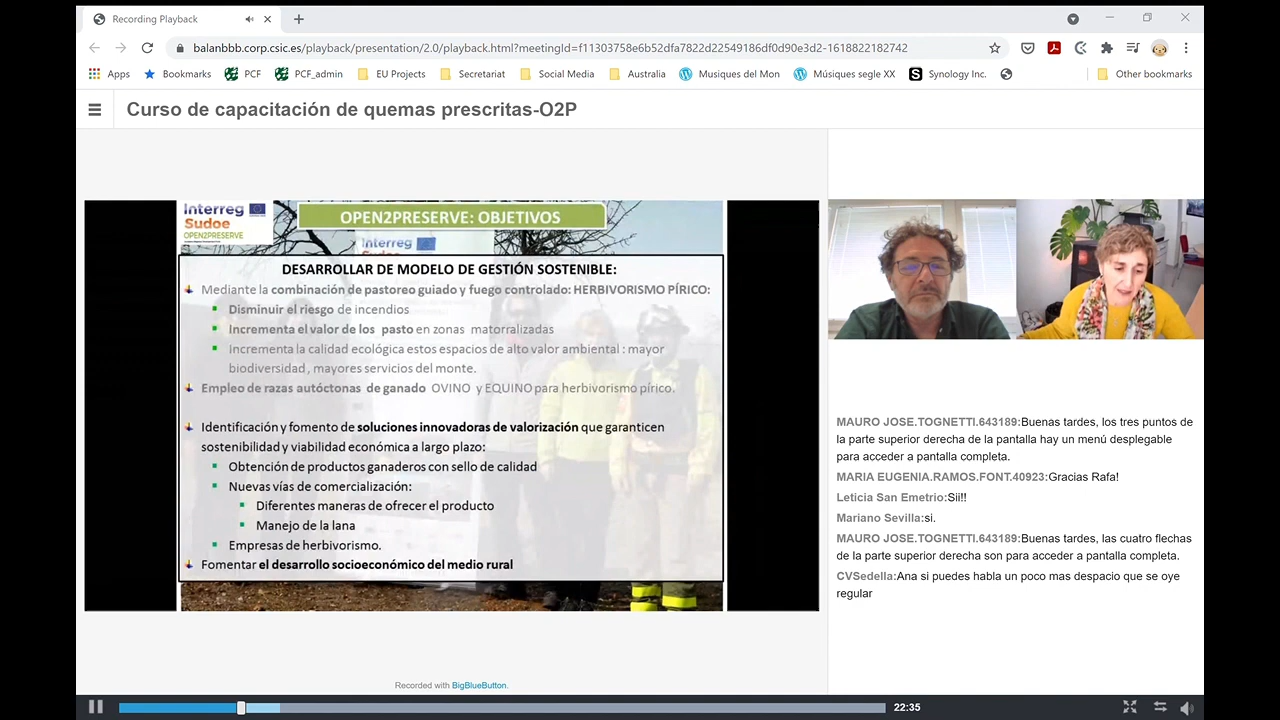 Recording Playback
balanbbb.corp.csic.es/playback/presentation/2.0/playback.html?meetingId=f11303758e6b52dfa7822d22549186df0d90e3d2-1618822182742
Apps Bookmarks PCF PCF_admin EU Projects Secretariat Social Media Australia Musiques del Mon Músiques segle XX Synology Inc. Other bookmarks
Curso de capacitación de quemas prescritas-O2P
Interreg
Sudoe
OPEN2PRESERVE
OPEN2PRESERVE: OBJETIVOS
Interreg
DESARROLLAR DE MODELO DE GESTIÓN SOSTENIBLE:
Mediante la combinación de pastoreo guiado y fuego controlado: HERBIVORISMO PÍRICO:
Disminuir el riesgo de incendios
Incrementa el valor de los pasto en zonas matorralizadas
Incrementa la calidad ecológica estos espacios de alto valor ambiental : mayor
biodiversidad , mayores servicios del monte.
Empleo de razas autóctonas de ganado OVINO y EQUINO para herbivorismo pírico.
Identificación y fomento de soluciones innovadoras de valorización que garanticen
sostenibilidad y viabilidad económica a largo plazo:
Obtención de productos ganaderos con sello de calidad
Nuevas vías de comercialización:
Diferentes maneras de ofrecer el producto
Manejo de la lana
Empresas de herbivorismo.
Fomentar el desarrollo socioeconómico del medio rural
MAURO JOSE.TOGNETTI.643189:Buenas tardes, los tres puntos de
la parte superior derecha de la pantalla hay un menú desplegable
para acceder a pantalla completa.
MARIA EUGENIA.RAMOS.FONT.40923:Gracias Rafa!
Leticia San Emetrio:Sii!!
Mariano Sevilla:si.
MAURO JOSE.TOGNETTI.643189:Buenas tardes, las cuatro flechas
de la parte superior derecha son para acceder a pantalla completa.
CVSedella:Ana si puedes habla un poco mas despacio que se oye
regular
Recorded with BigBlueButton.
22:35